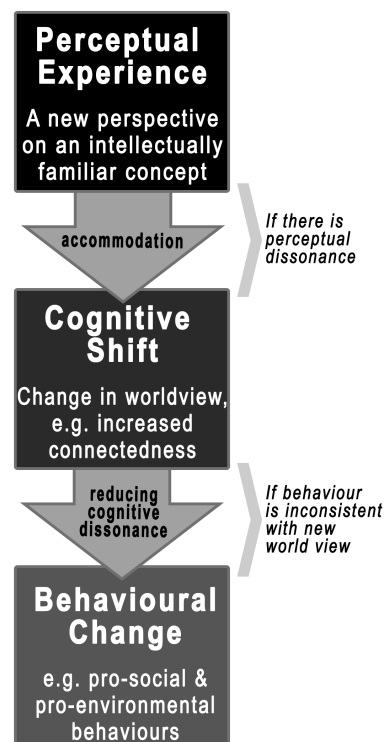 Perceptual
Experience
A new perspective
on an intellectually
familiar concept
accommodation
If there is
perceptual
dissonance
Cognitive
Shift
Change in worldview,
e.g. increased
connectedness
reducing
cognitive
dissonance
If behaviour
is inconsistent
with new
world view
Behavioural
Change
e.g. pro-social &
pro-environmental
behaviours